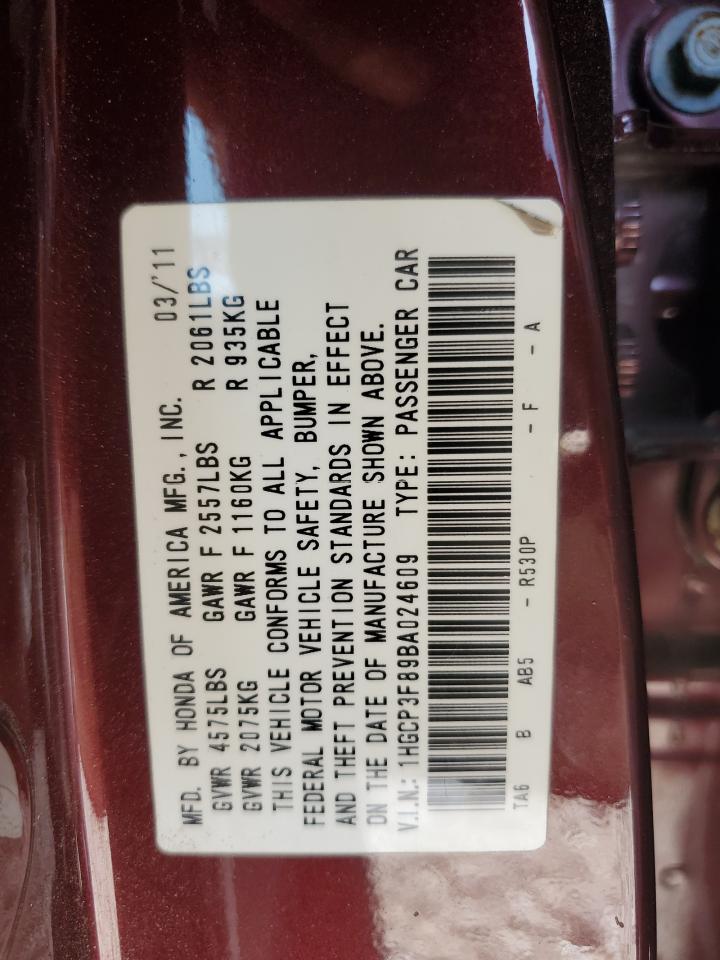 MFD. BY HONDA OF AMERICA MFG., INC. 03/'11
GVWR 4575LBS GAWR F 2557LBS R 2061LBS
GVWR 2075KG GAWR F 1160KG R 935KG
THIS VEHICLE CONFORMS TO ALL APPLICABLE
FEDERAL MOTOR VEHICLE SAFETY, BUMPER,
AND THEFT PREVENTION STANDARDS IN EFFECT
ON THE DATE OF MANUFACTURE SHOWN ABOVE.
V.I.N.: 1HGCP3F89BA024609 TYPE: PASSENGER CAR
TA6 B AB5 - R530P - F - A